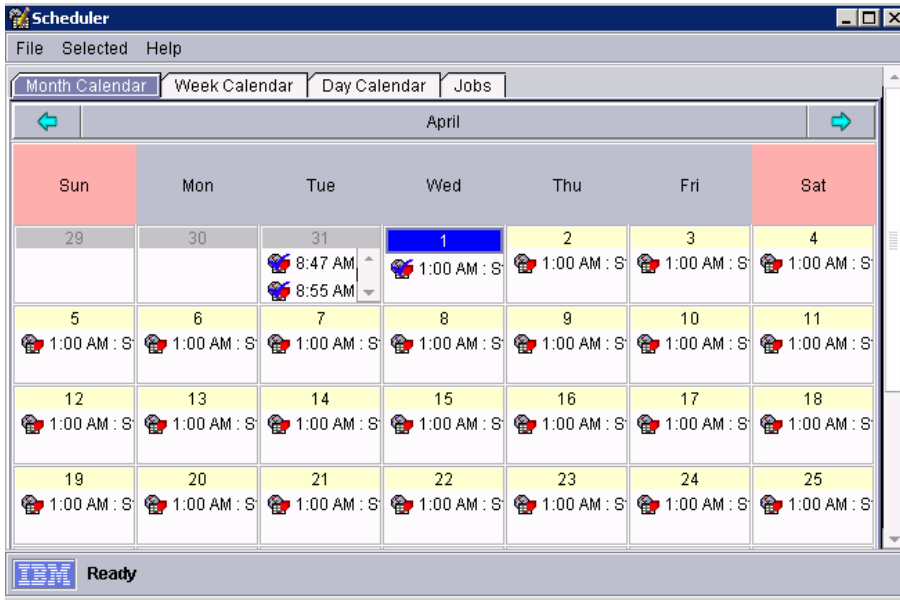 Scheduler
File Selected Help
Month Calendar Week Calendar Day Calendar Jobs
April
Sun Mon Tue Wed Thu Fri Sat
29 30 31 1 2 3 4
8:47 AM 1:00 AM : S 1:00 AM : S 1:00 AM : S 1:00 AM : S
8:55 AM
5 6 7 8 9 10 11
1:00 AM : S 1:00 AM : S 1:00 AM : S 1:00 AM : S 1:00 AM : S 1:00 AM : S 1:00 AM : S
12 13 14 15 16 17 18
1:00 AM : S 1:00 AM : S 1:00 AM : S 1:00 AM : S 1:00 AM : S 1:00 AM : S 1:00 AM : S
19 20 21 22 23 24 25
1:00 AM : S 1:00 AM : S 1:00 AM : S 1:00 AM : S 1:00 AM : S 1:00 AM : S 1:00 AM : S
IBM Ready